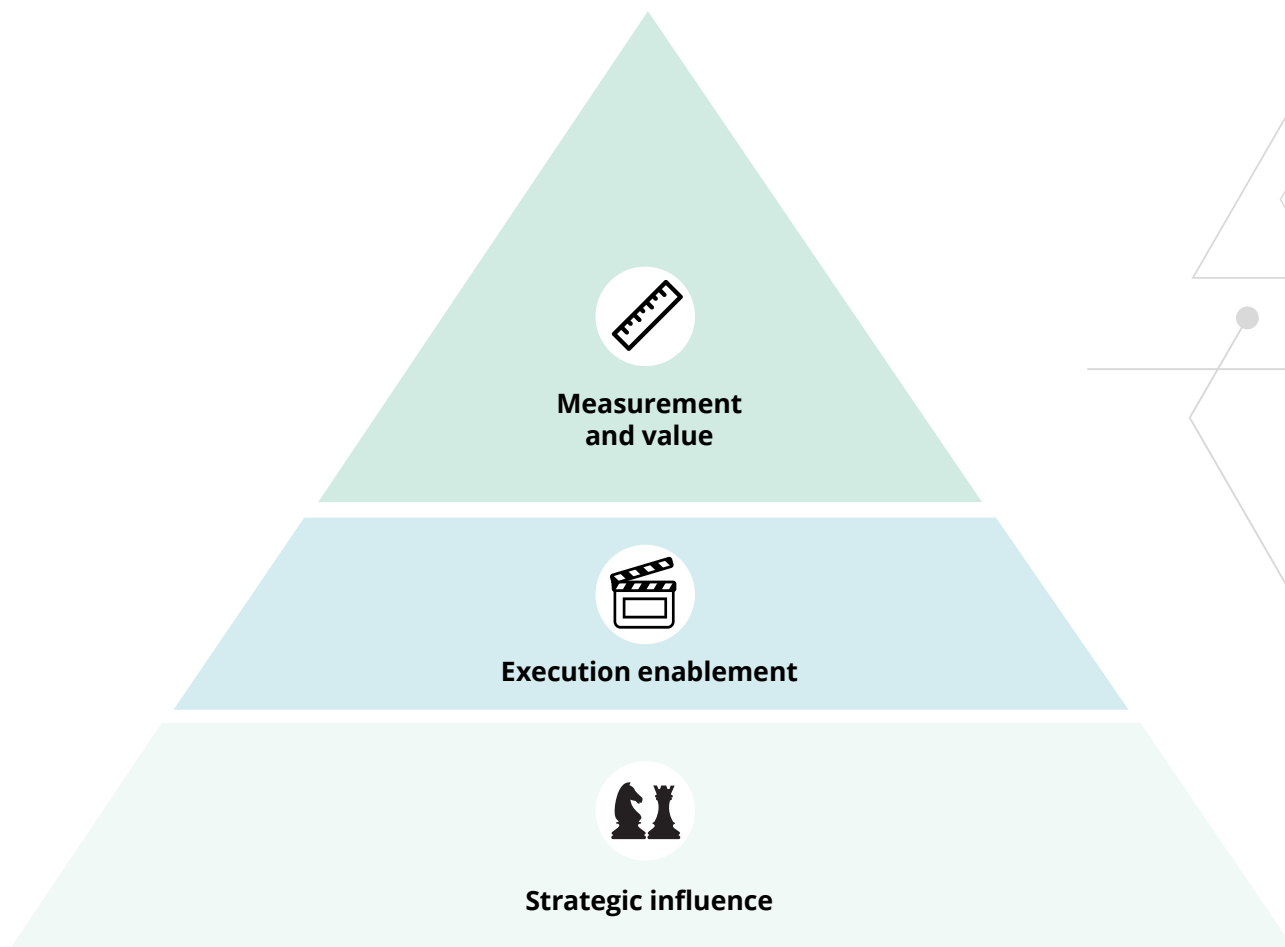 Measurement
and value
Execution enablement
Strategic influence